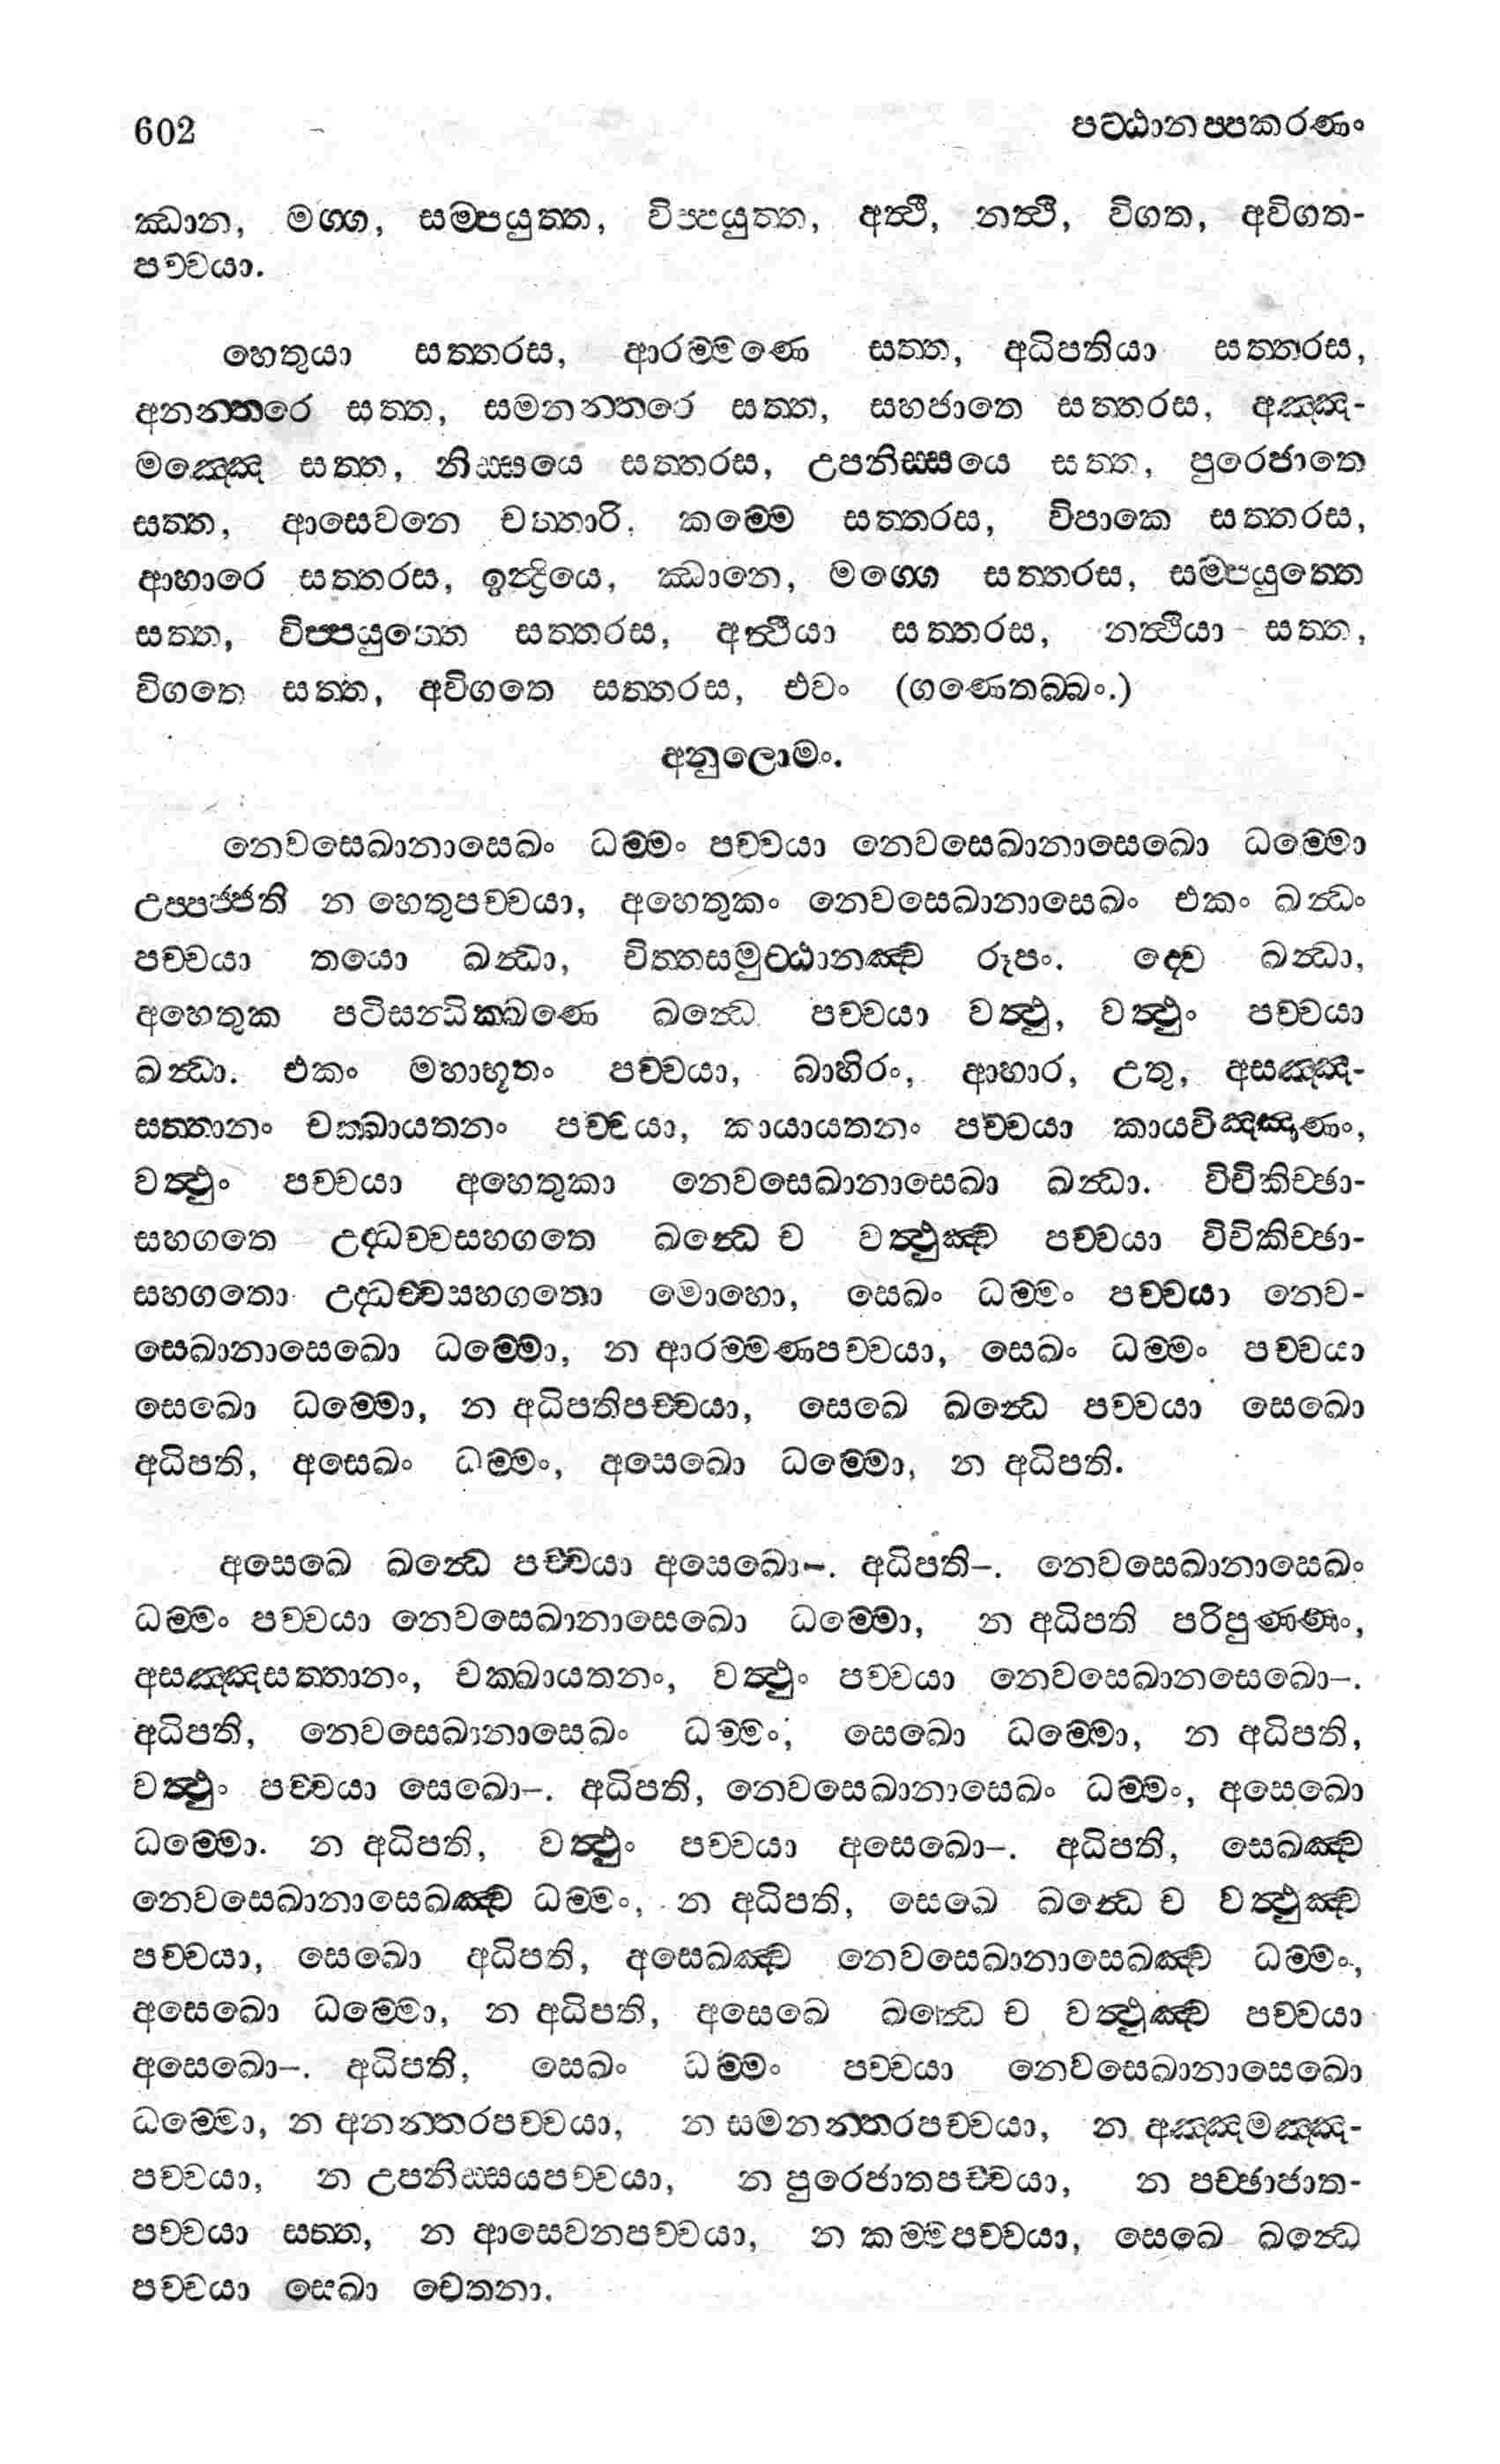 602 පට්ඨානප්පකරණං
ඣාන, මග්ග, සම්පයුත්ත, විප්පයුත්ත, අත්ථි, නත්ථි, විගත, අවිගත-
පච්චයා.
හෙතුයා සත්තරස, ආරම්මණෙ සත්ත, අධිපතියා සත්තරස,
අනන්තරෙ සත්ත, සමනන්තරෙ සත්ත, සහජාතෙ සත්තරස, අඤ්ඤ-
මඤ්ඤෙ සත්ත, නිස්සයෙ සත්තරස, උපනිස්සයෙ සත්ත, පුරෙජාතෙ
සත්ත, ආසෙවනෙ චත්තාරි, කම්මෙ සත්තරස, විපාකෙ සත්තරස,
ආහාරෙ සත්තරස, ඉන්ද්‍රියෙ, ඣානෙ, මග්ගෙ සත්තරස, සම්පයුත්තෙ
සත්ත, විප්පයුත්තෙ සත්තරස, අත්ථියා සත්තරස, නත්ථියා සත්ත,
විගතෙ සත්ත, අවිගතෙ සත්තරස, එවං (ගණෙතබ්බං.)
අනුලොමං.
නෙවසෙඛානාසෙඛං ධම්මං පච්චයා නෙවසෙඛානාසෙඛො ධම්මො
උප්පජ්ජති න හෙතුපච්චයා, අහෙතුකං නෙවසෙඛානාසෙඛං එකං ඛන්ධං
පච්චයා තයො ඛන්ධා, චිත්තසමුට්ඨානඤ්ච රූපං. ද්වෙ ඛන්ධා,
අහෙතුක පටිසන්ධික්ඛණෙ ඛන්ධෙ පච්චයා වත්ථු, වත්ථුං පච්චයා
ඛන්ධා. එකං මහාභූතං පච්චයා, බාහිරං, ආහාර, උතු, අසඤ්ඤ-
සත්තානං චක්ඛායතනං පච්චයා, කායායතනං පච්චයා කායවිඤ්ඤාණං,
වත්ථුං පච්චයා අහෙතුකා නෙවසෙඛානාසෙඛා ඛන්ධා. විචිකිච්ඡා-
සහගතෙ උද්ධච්චසහගතෙ ඛන්ධෙ ච වත්ථුඤ්ච පච්චයා විචිකිච්ඡා-
සහගතො උද්ධච්චසහගතො මොහො, සෙඛං ධම්මං පච්චයා නෙව-
සෙඛානාසෙඛො ධම්මො, න ආරම්මණපච්චයා, සෙඛං ධම්මං පච්චයා
සෙඛො ධම්මො, න අධිපතිපච්චයා, සෙඛෙ ඛන්ධෙ පච්චයා සෙඛො
අධිපති, අසෙඛං ධම්මං, අසෙඛො ධම්මො, න අධිපති.
අසෙඛෙ ඛන්ධෙ පච්චයා අසෙඛො–. අධිපති–. නෙවසෙඛානාසෙඛං
ධම්මං පච්චයා නෙවසෙඛානාසෙඛො ධම්මො, න අධිපති පරිපුණ්ණං,
අසඤ්ඤසත්තානං, චක්ඛායතනං, වත්ථුං පච්චයා නෙවසෙඛානසෙඛො–.
අධිපති, නෙවසෙඛානාසෙඛං ධම්මං, සෙඛො ධම්මො, න අධිපති,
වත්ථුං පච්චයා සෙඛො–. අධිපති, නෙවසෙඛානාසෙඛං ධම්මං, අසෙඛො
ධම්මො. න අධිපති, වත්ථුං පච්චයා අසෙඛො–. අධිපති, සෙඛඤ්ච
නෙවසෙඛානාසෙඛඤ්ච ධම්මං, න අධිපති, සෙඛෙ ඛන්ධෙ ච වත්ථුඤ්ච
පච්චයා, සෙඛො අධිපති, අසෙඛඤ්ච නෙවසෙඛානාසෙඛඤ්ච ධම්මං,
අසෙඛො ධම්මො, න අධිපති, අසෙඛෙ ඛන්ධෙ ච වත්ථුඤ්ච පච්චයා
අසෙඛො–. අධිපති, සෙඛං ධම්මං පච්චයා නෙවසෙඛානාසෙඛො
ධම්මො, න අනන්තරපච්චයා, න සමනන්තරපච්චයා, න අඤ්ඤමඤ්ඤ-
පච්චයා, න උපනිස්සයපච්චයා, න පුරෙජාතපච්චයා, න පච්ඡාජාත-
පච්චයා සත්ත, න ආසෙවනපච්චයා, න කම්මපච්චයා, සෙඛෙ ඛන්ධෙ
පච්චයා සෙඛා චෙතනා.